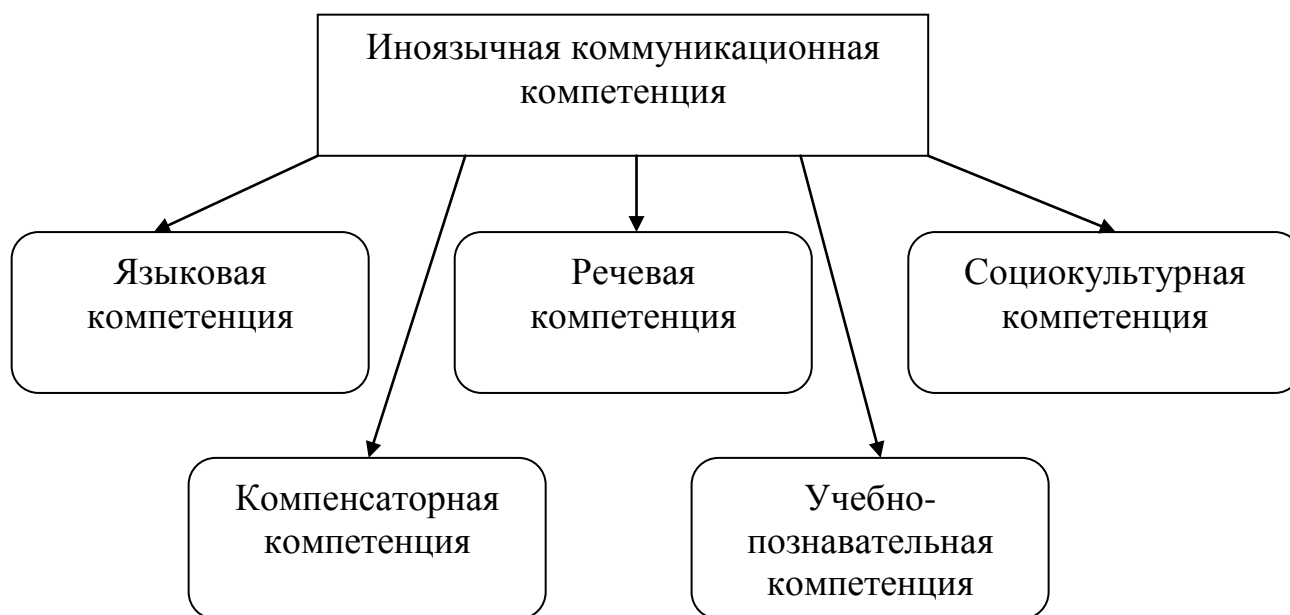 Иноязычная коммуникационная
компетенция
Языковая
компетенция
Речевая
компетенция
Социокультурная
компетенция
Компенсаторная
компетенция
Учебно-
познавательная
компетенция